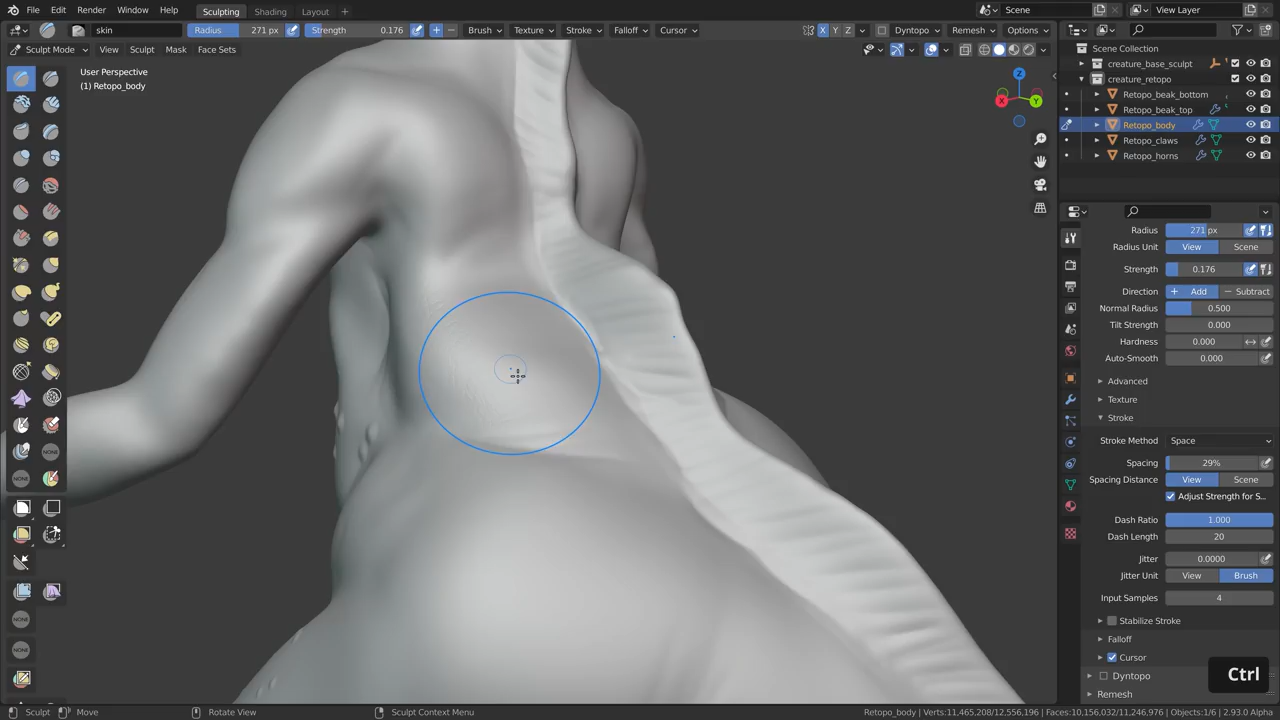 File Edit Render Window Help Sculpting Shading Layout + Scene View Layer
skin Radius 271 px Strength 0.176 + − Brush Texture Stroke Falloff Cursor X Y Z Dyntopo Remesh Options
Sculpt Mode View Sculpt Mask Face Sets
User Perspective
(1) Retopo_body
Z
X
Y
NONE
NONE
NONE
NONE
Scene Collection
creature_base_sculpt
creature_retopo
Retopo_beak_bottom
Retopo_beak_top
Retopo_body
Retopo_claws
Retopo_horns
Radius 271 px
Radius Unit View Scene
Strength 0.176
Direction + Add − Subtract
Normal Radius 0.500
Tilt Strength 0.000
Hardness 0.000
Auto-Smooth 0.000
Advanced
Texture
Stroke
Stroke Method Space
Spacing 29%
Spacing Distance View Scene
Adjust Strength for S...
Dash Ratio 1.000
Dash Length 20
Jitter 0.0000
Jitter Unit View Brush
Input Samples 4
Stabilize Stroke
Falloff
Cursor
Dyntopo
Remesh
Ctrl
Sculpt Move Rotate View Sculpt Context Menu Retopo_body | Verts:11,465,208/12,556,196 | Faces:10,156,032/11,246,976 | Objects:1/6 | 2.93.0 Alpha